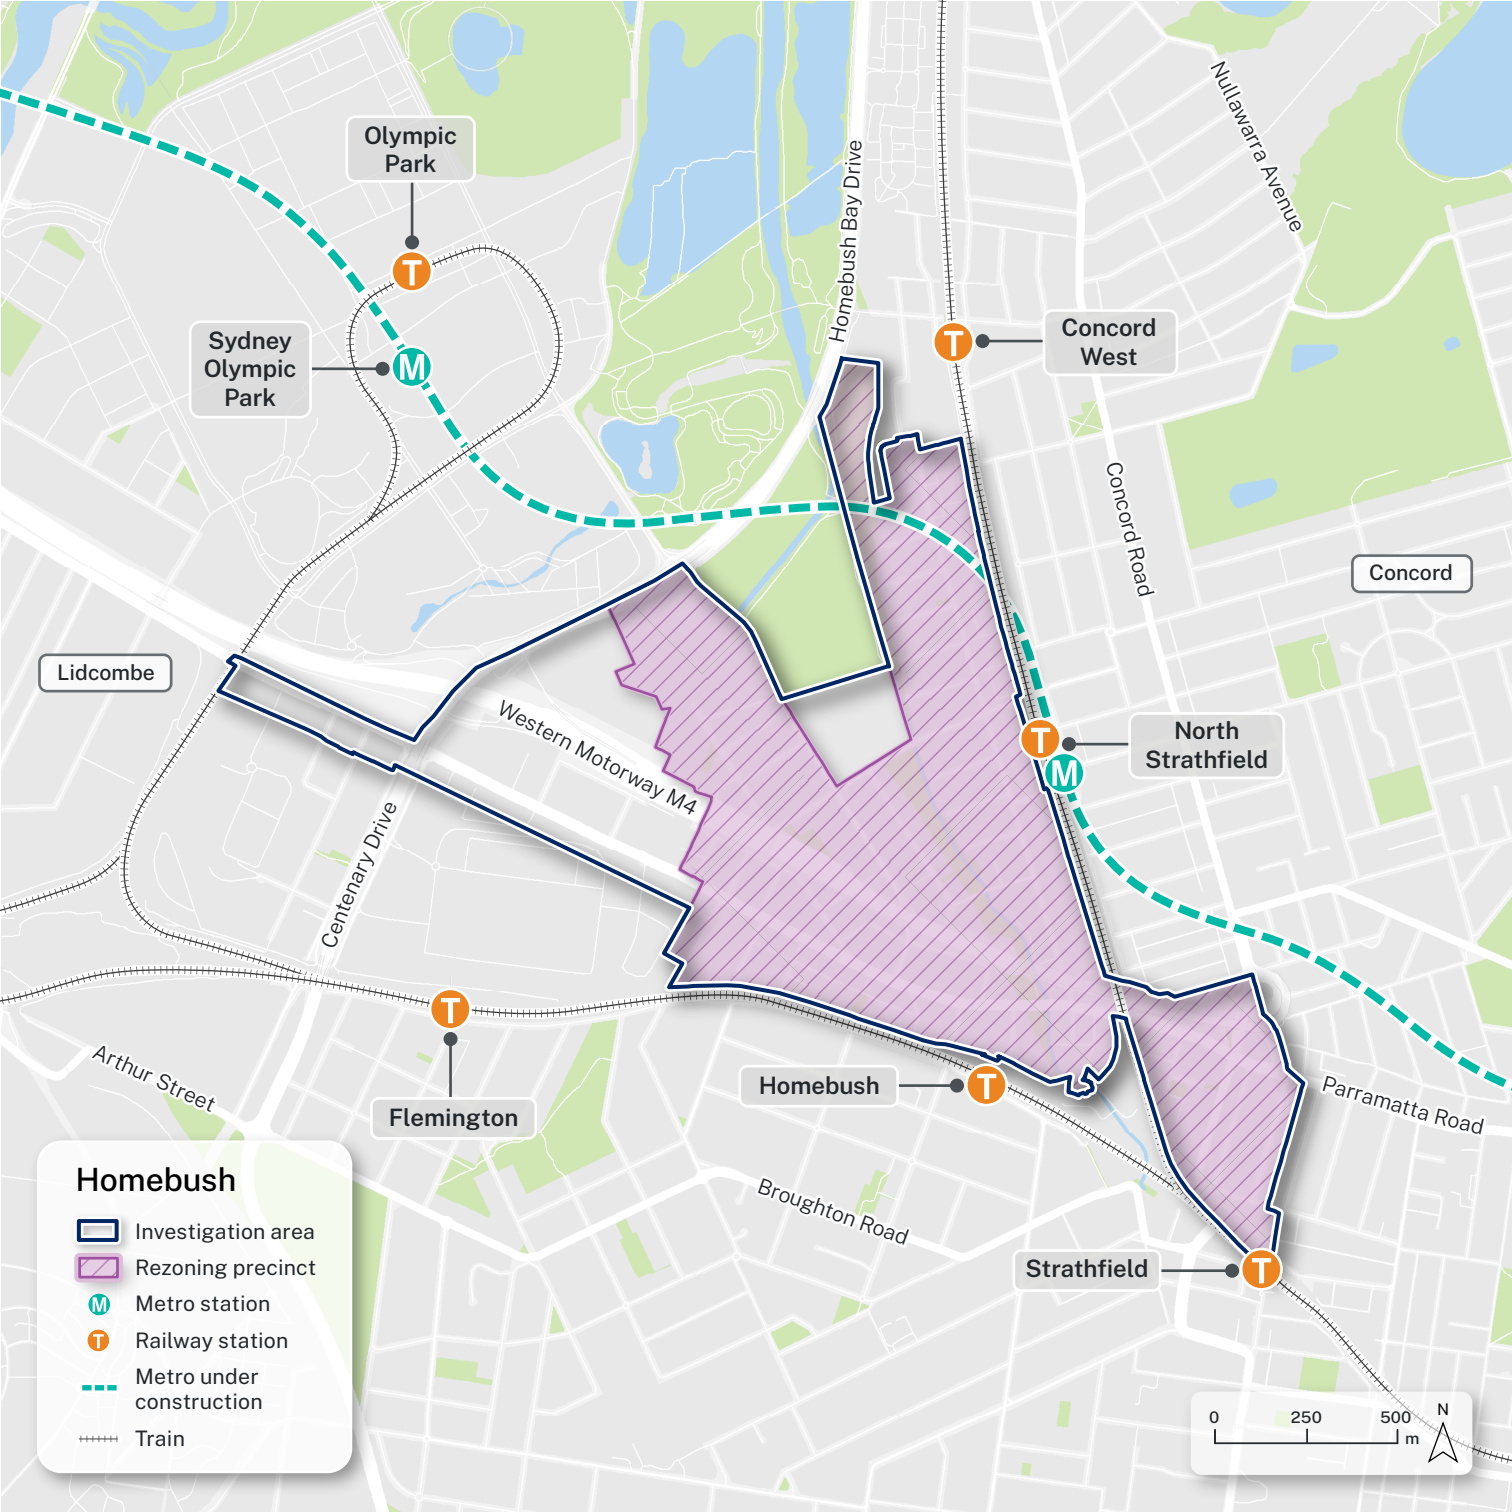 Nullawarra Avenue
Olympic
Park
T
Homebush Bay Drive
Sydney
Olympic
Park
M
T
Concord
West
Concord Road
Concord
Lidcombe
Western Motorway M4
T
M
North
Strathfield
Centenary Drive
T
Flemington
Arthur Street
Homebush
T
Parramatta Road
Broughton Road
Strathfield
T
Homebush
Investigation area
Rezoning precinct
M Metro station
T Railway station
Metro under
construction
Train
0 250 500 m
N